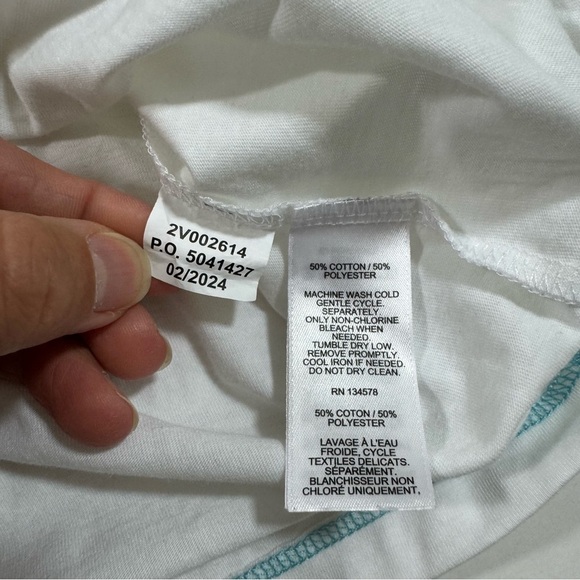 2V002614
P.O. 5041427
02/2024
50% COTTON / 50%
POLYESTER
MACHINE WASH COLD
GENTLE CYCLE.
SEPARATELY.
ONLY NON-CHLORINE
BLEACH WHEN
NEEDED.
TUMBLE DRY LOW.
REMOVE PROMPTLY.
COOL IRON IF NEEDED.
DO NOT DRY CLEAN.
RN 134578
50% COTTON / 50%
POLYESTER
LAVAGE À L'EAU
FROIDE, CYCLE
TEXTILES DÉLICATS.
SÉPARÉMENT.
BLANCHISSEUR NON
CHLORÉ UNIQUEMENT,